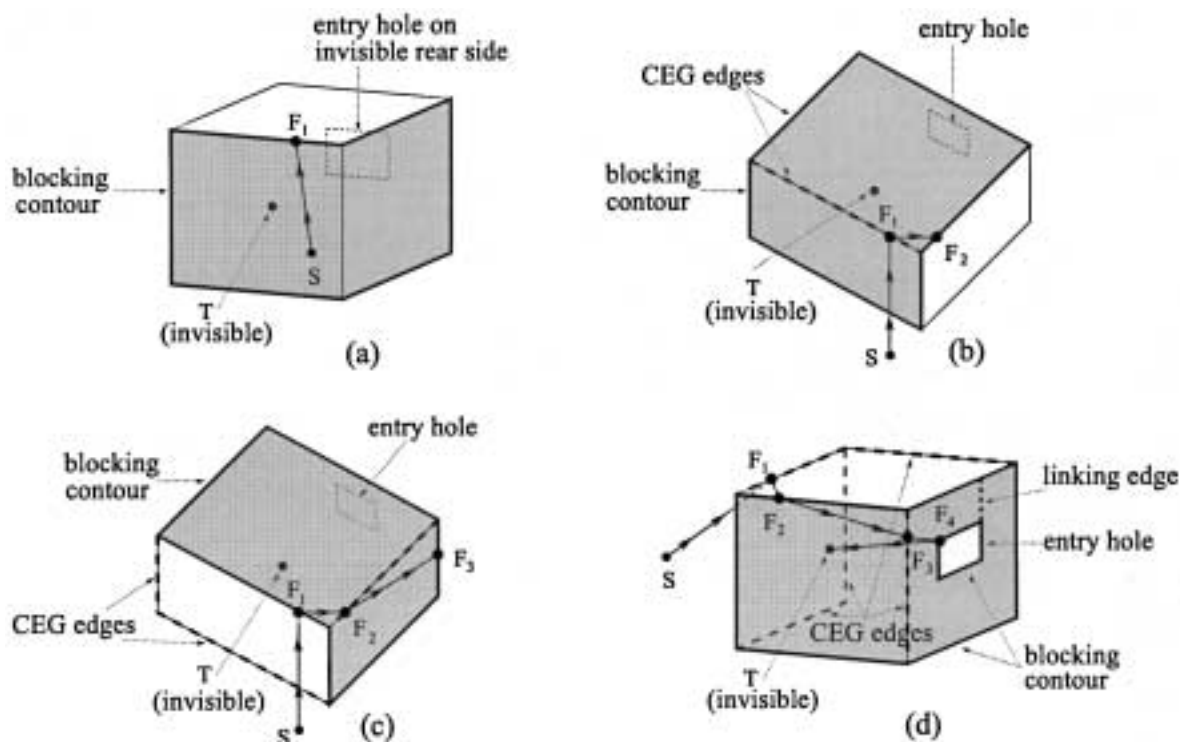 entry hole on
invisible rear side
F1
blocking
contour
S
T
(invisible)
(a)
entry hole
CEG edges
blocking
contour
F1
F2
T
(invisible)
S
(b)
entry hole
blocking
contour
F3
F1
F2
CEG edges
T
(invisible)
S
(c)
F1
linking edge
F2
F4
F3
entry hole
S
CEG edges
T
(invisible)
blocking
contour
(d)